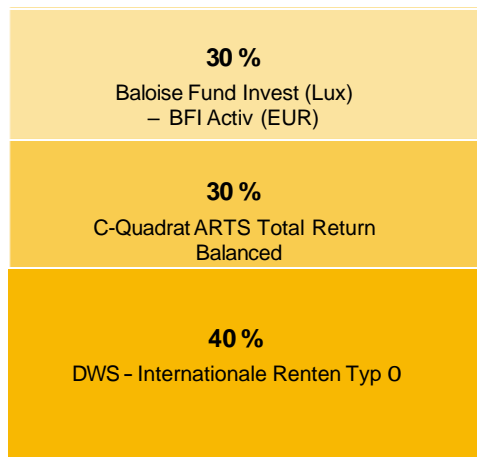 30 %
Baloise Fund Invest (Lux)
– BFI Activ (EUR)
30 %
C-Quadrat ARTS Total Return
Balanced
40 %
DWS - Internationale Renten Typ O